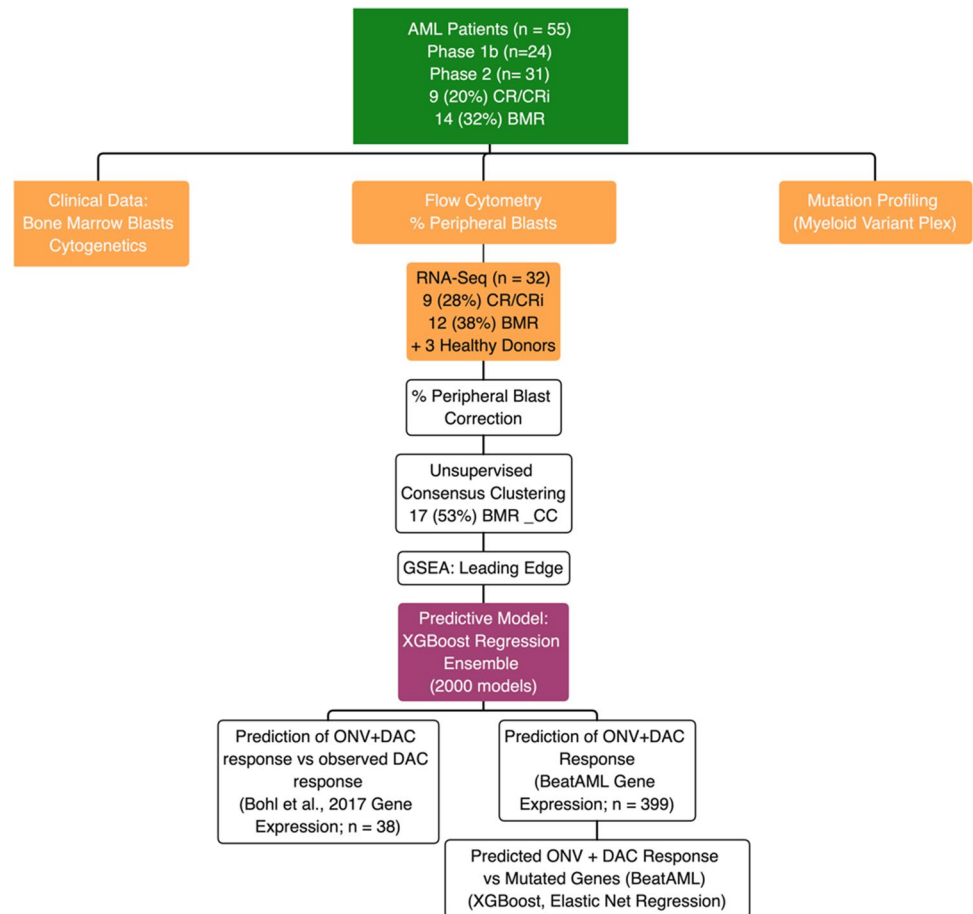 AML Patients (n = 55)
Phase 1b (n=24)
Phase 2 (n= 31)
9 (20%) CR/CRi
14 (32%) BMR
Clinical Data:
Bone Marrow Blasts
Cytogenetics
Flow Cytometry
% Peripheral Blasts
Mutation Profiling
(Myeloid Variant Plex)
RNA-Seq (n = 32)
9 (28%) CR/CRi
12 (38%) BMR
+ 3 Healthy Donors
% Peripheral Blast
Correction
Unsupervised
Consensus Clustering
17 (53%) BMR _CC
GSEA: Leading Edge
Predictive Model:
XGBoost Regression
Ensemble
(2000 models)
Prediction of ONV+DAC
response vs observed DAC
response
(Bohl et al., 2017 Gene
Expression; n = 38)
Prediction of ONV+DAC
Response
(BeatAML Gene
Expression; n = 399)
Predicted ONV + DAC Response
vs Mutated Genes (BeatAML)
(XGBoost, Elastic Net Regression)